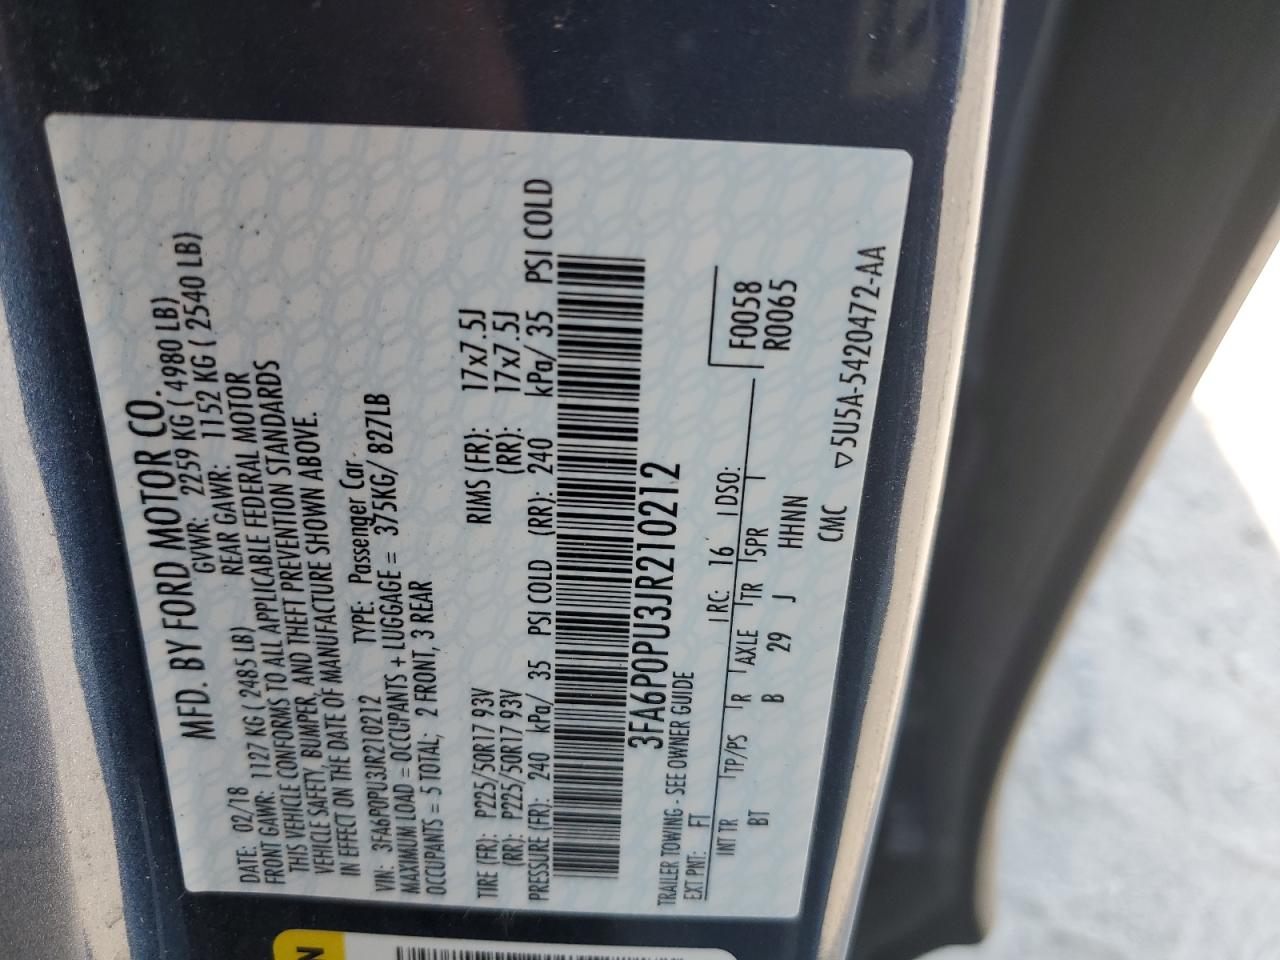 MFD. BY FORD MOTOR CO.
DATE: 02/18 GVWR: 2259 KG ( 4980 LB)
FRONT GAWR: 1127 KG ( 2485 LB) REAR GAWR: 1152 KG ( 2540 LB)
THIS VEHICLE CONFORMS TO ALL APPLICABLE FEDERAL MOTOR
VEHICLE SAFETY, BUMPER, AND THEFT PREVENTION STANDARDS
IN EFFECT ON THE DATE OF MANUFACTURE SHOWN ABOVE.
VIN: 3FA6P0PU3JR210212 TYPE: Passenger Car
MAXIMUM LOAD = OCCUPANTS + LUGGAGE = 375KG/ 827LB
OCCUPANTS = 5 TOTAL; 2 FRONT, 3 REAR
TIRE (FR): P225/50R17 93V RIMS (FR): 17x7.5J
(RR): P225/50R17 93V (RR): 17x7.5J
PRESSURE (FR): 240 kPa/ 35 PSI COLD (RR): 240 kPa/ 35 PSI COLD
3FA6P0PU3JR210212
TRAILER TOWING - SEE OWNER GUIDE
EXT PNT: FT RC: 16 DSO: F0058
R0065
INT TR TP/PS R AXLE TR SPR
BT B 29 J HHNN
CMC ▽5U5A-5420472-AA